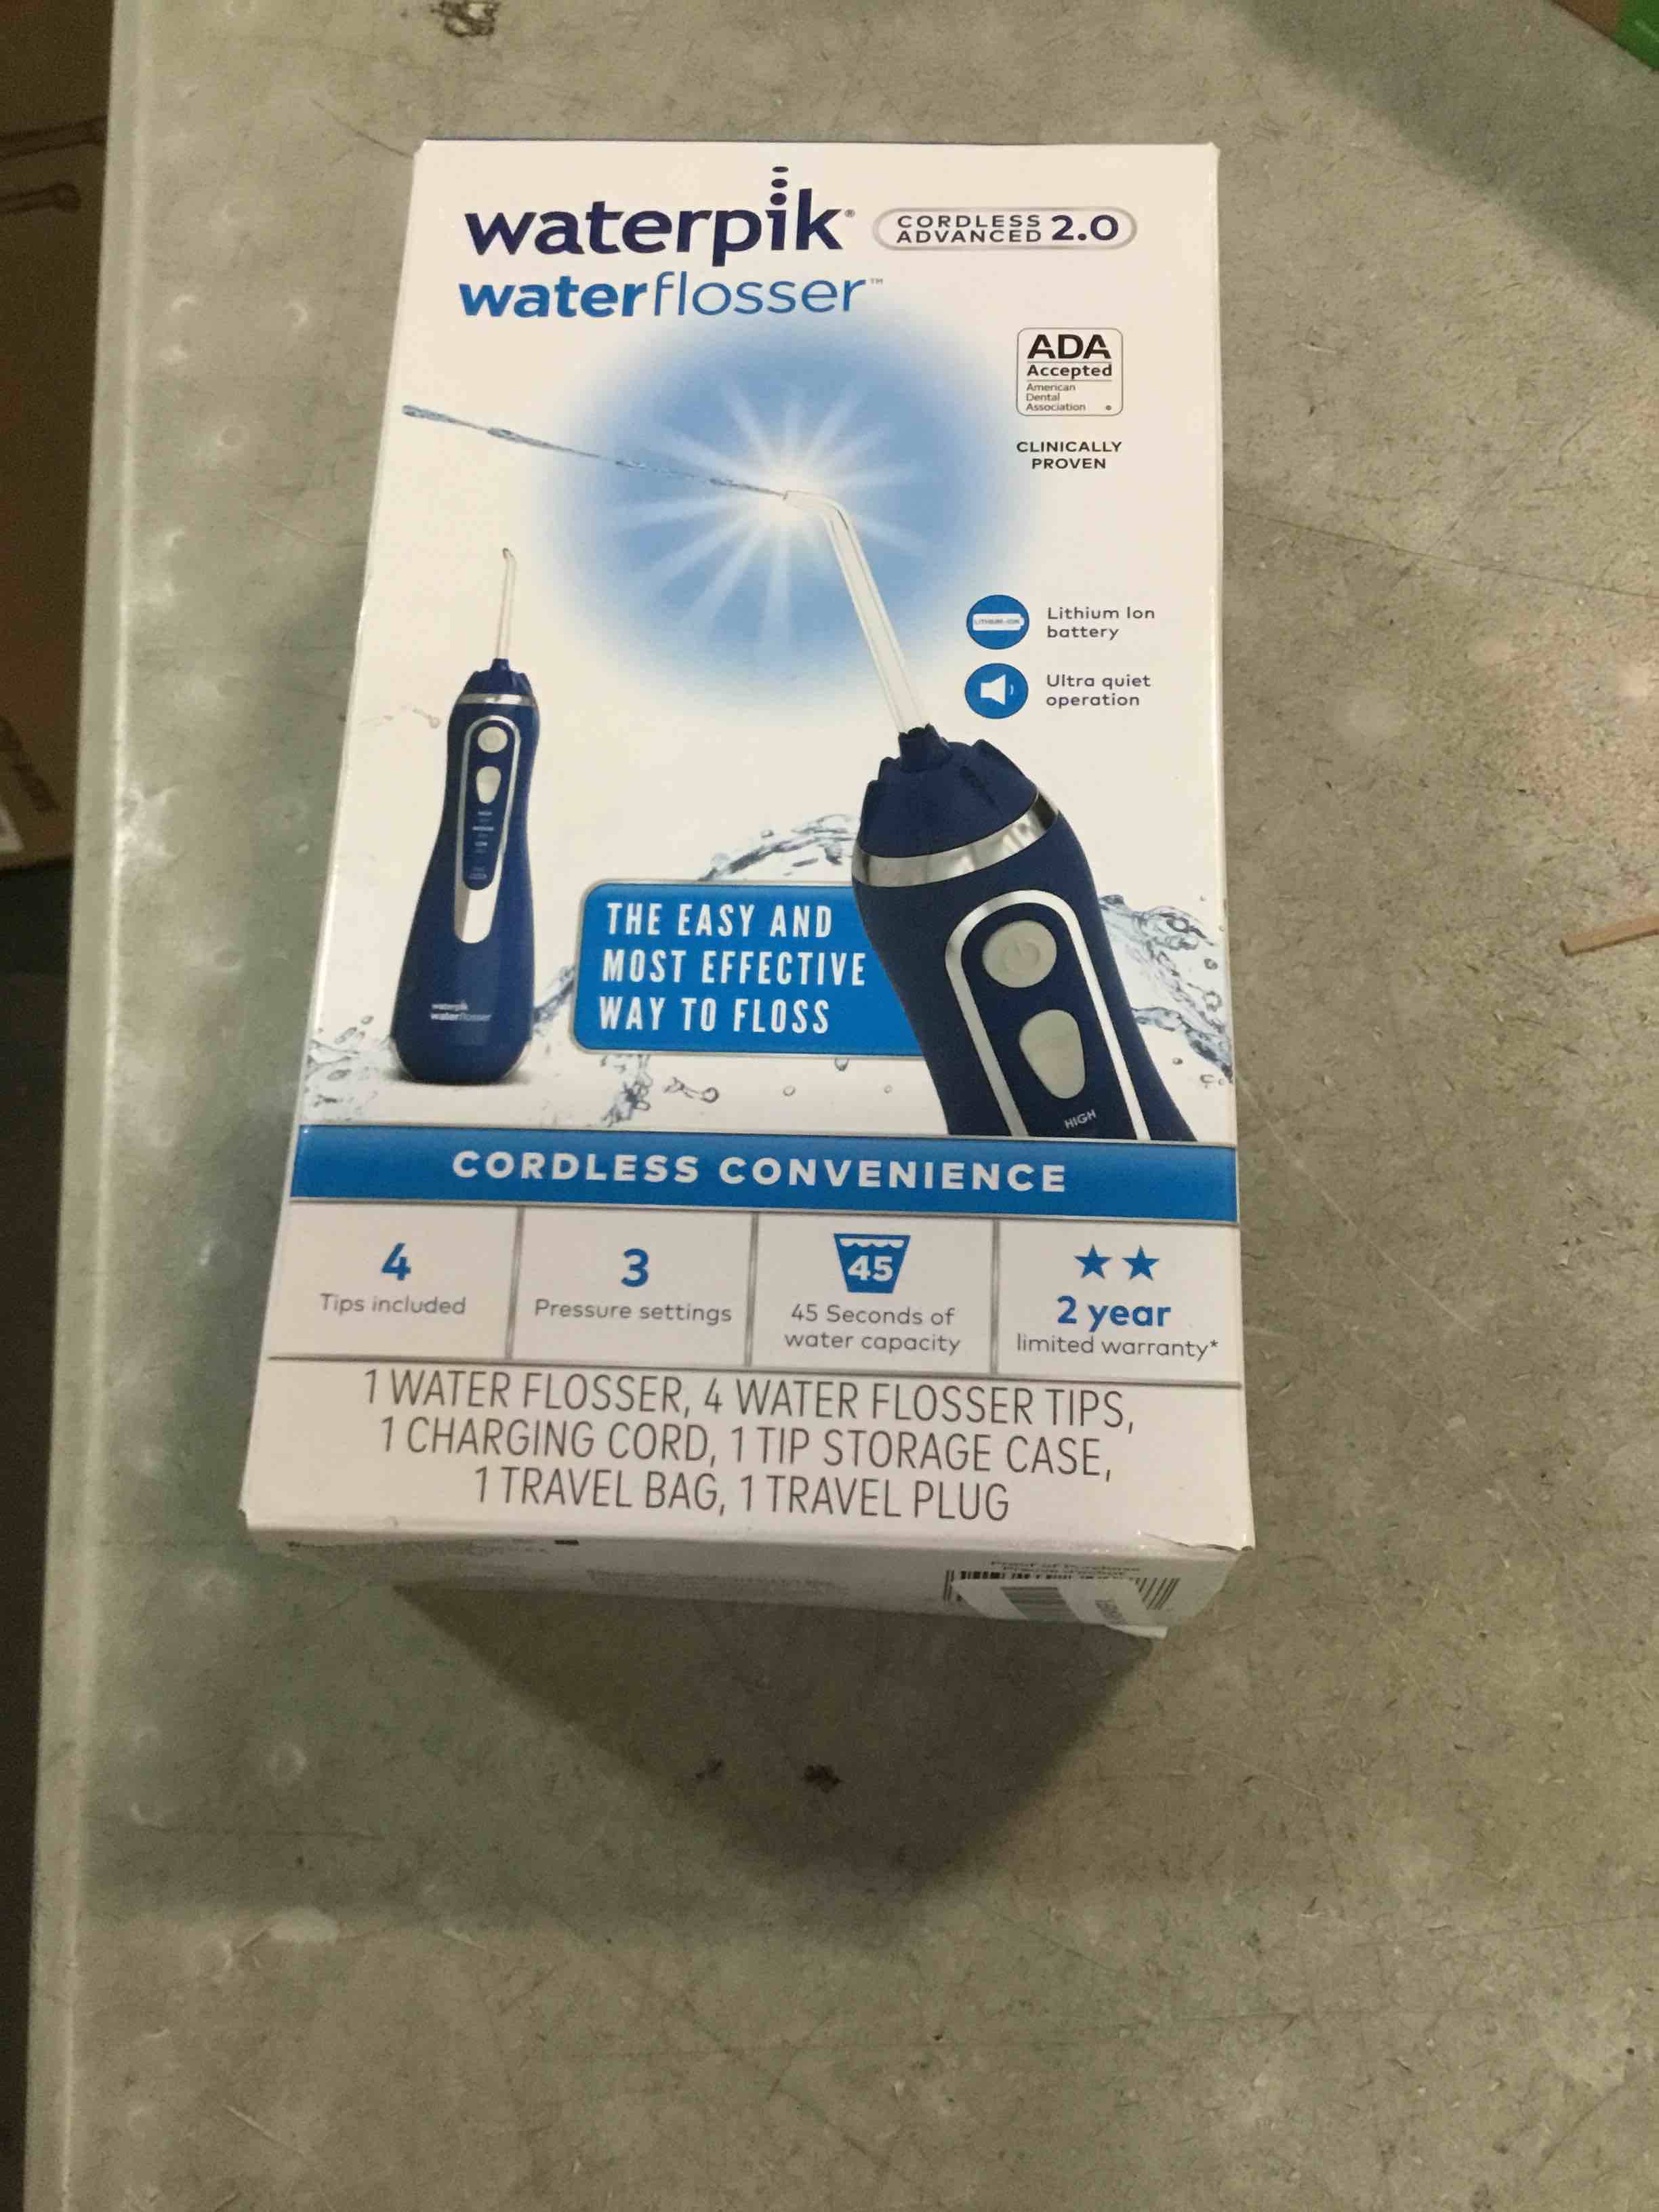 waterpik®
CORDLESS
ADVANCED 2.0
waterflosser™
ADA
Accepted
American
Dental
Association
CLINICALLY
PROVEN
LITHIUM-ION
Lithium Ion
battery
Ultra quiet
operation
THE EASY AND
MOST EFFECTIVE
WAY TO FLOSS
waterpik
waterflosser
HIGH
CORDLESS CONVENIENCE
4
Tips included
3
Pressure settings
45
45 Seconds of
water capacity
2 year
limited warranty*
1 WATER FLOSSER, 4 WATER FLOSSER TIPS,
1 CHARGING CORD, 1 TIP STORAGE CASE,
1 TRAVEL BAG, 1 TRAVEL PLUG